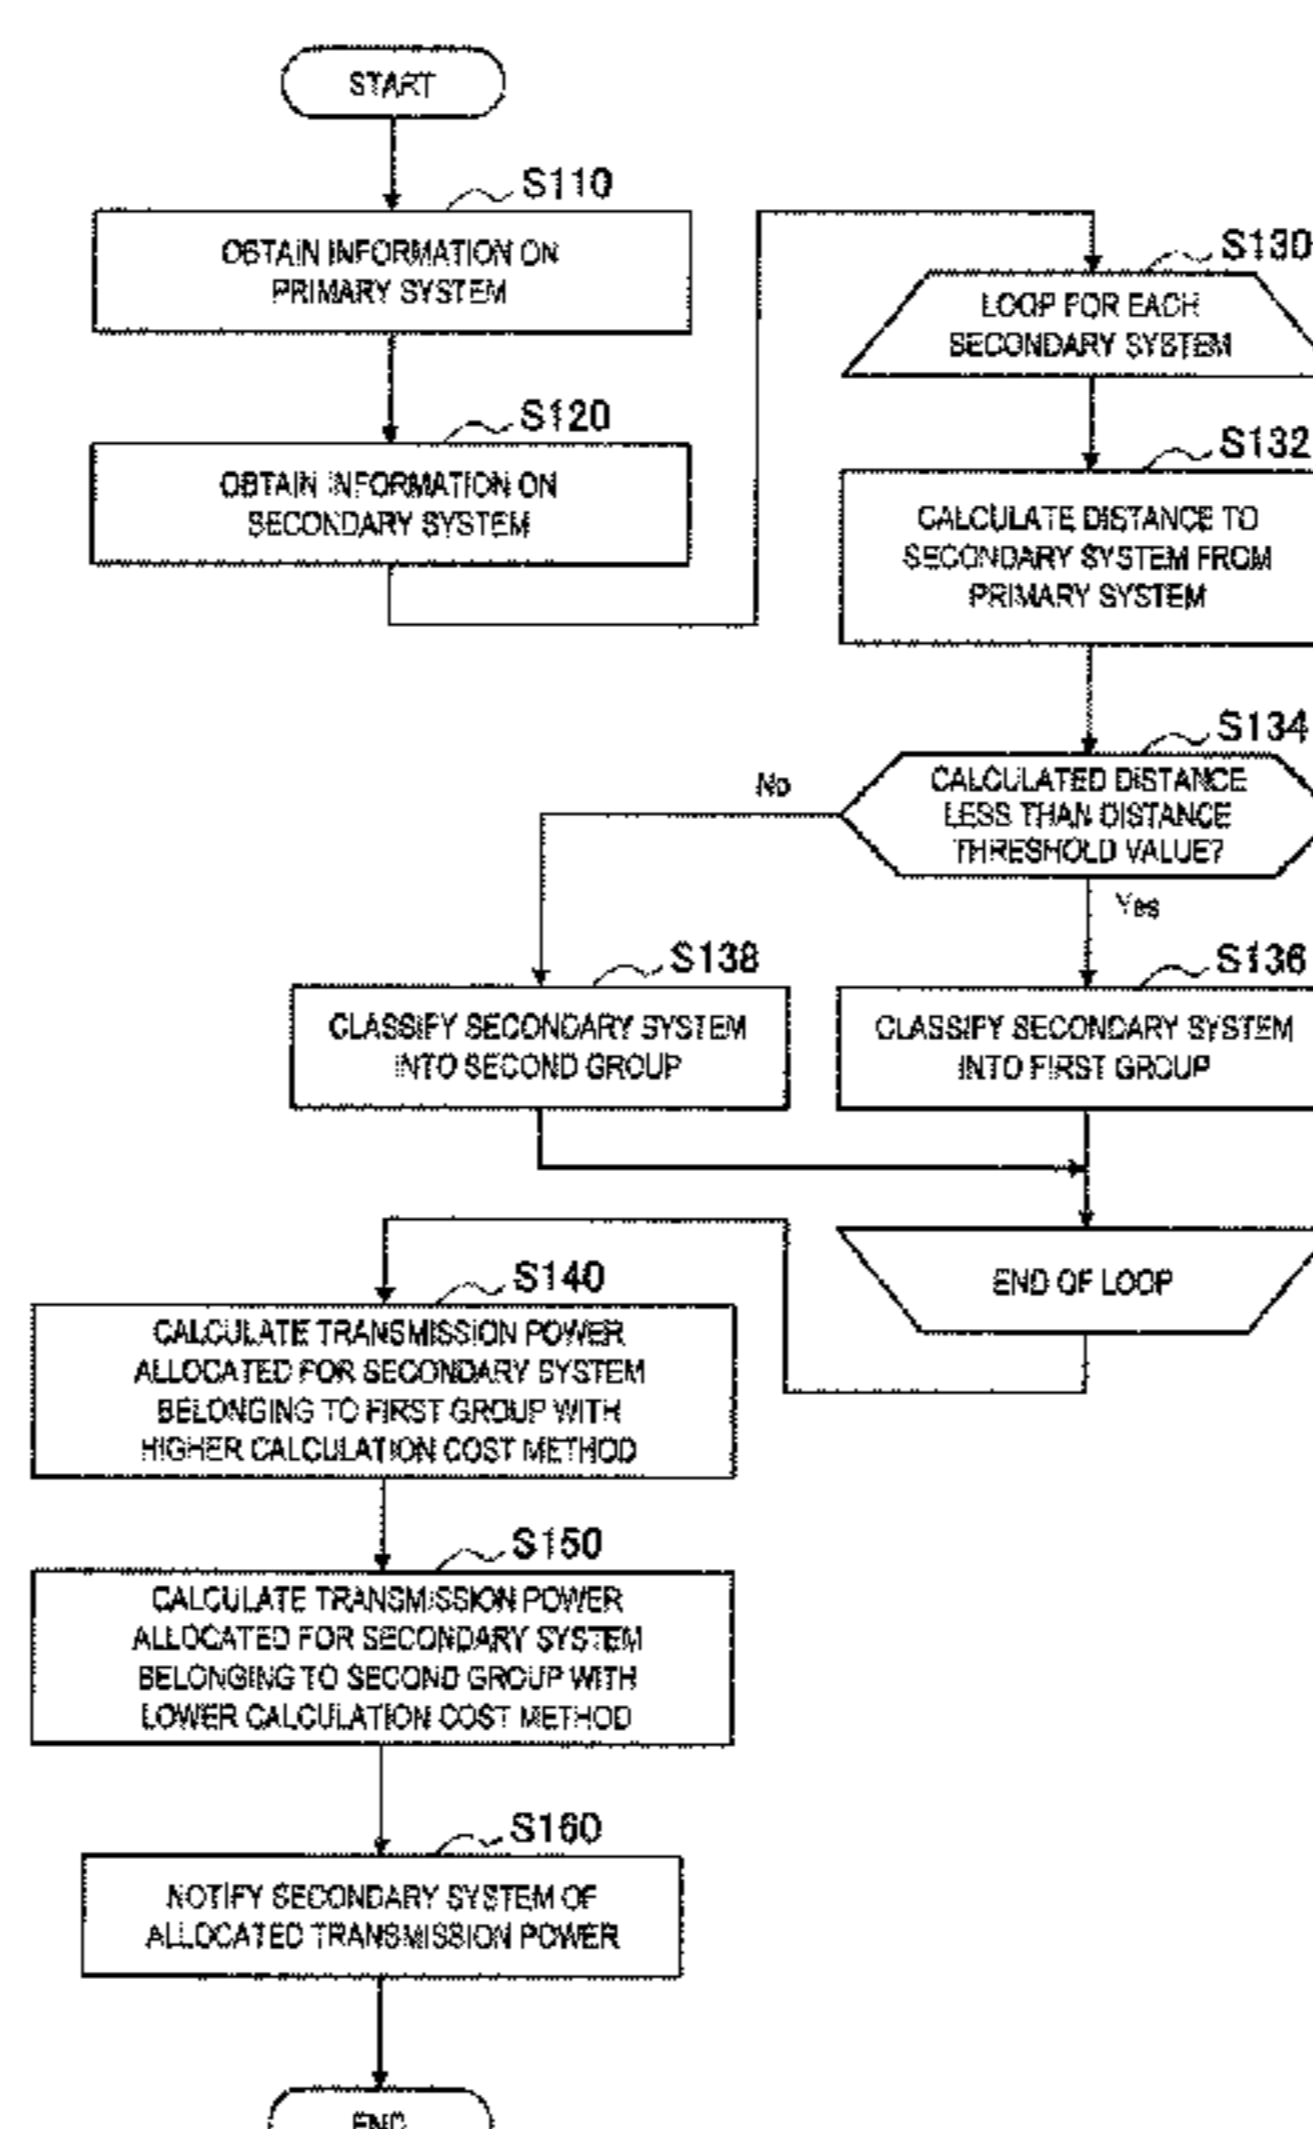 START
S110
OBTAIN INFORMATION ON
PRIMARY SYSTEM
S120
OBTAIN INFORMATION ON
SECONDARY SYSTEM
S130
LOOP FOR EACH
SECONDARY SYSTEM
S132
CALCULATE DISTANCE TO
SECONDARY SYSTEM FROM
PRIMARY SYSTEM
S134
CALCULATED DISTANCE
LESS THAN DISTANCE
THRESHOLD VALUE?
No
Yes
S138
CLASSIFY SECONDARY SYSTEM
INTO SECOND GROUP
S136
CLASSIFY SECONDARY SYSTEM
INTO FIRST GROUP
END OF LOOP
S140
CALCULATE TRANSMISSION POWER
ALLOCATED FOR SECONDARY SYSTEM
BELONGING TO FIRST GROUP WITH
HIGHER CALCULATION COST METHOD
S150
CALCULATE TRANSMISSION POWER
ALLOCATED FOR SECONDARY SYSTEM
BELONGING TO SECOND GROUP WITH
LOWER CALCULATION COST METHOD
S160
NOTIFY SECONDARY SYSTEM OF
ALLOCATED TRANSMISSION POWER
END